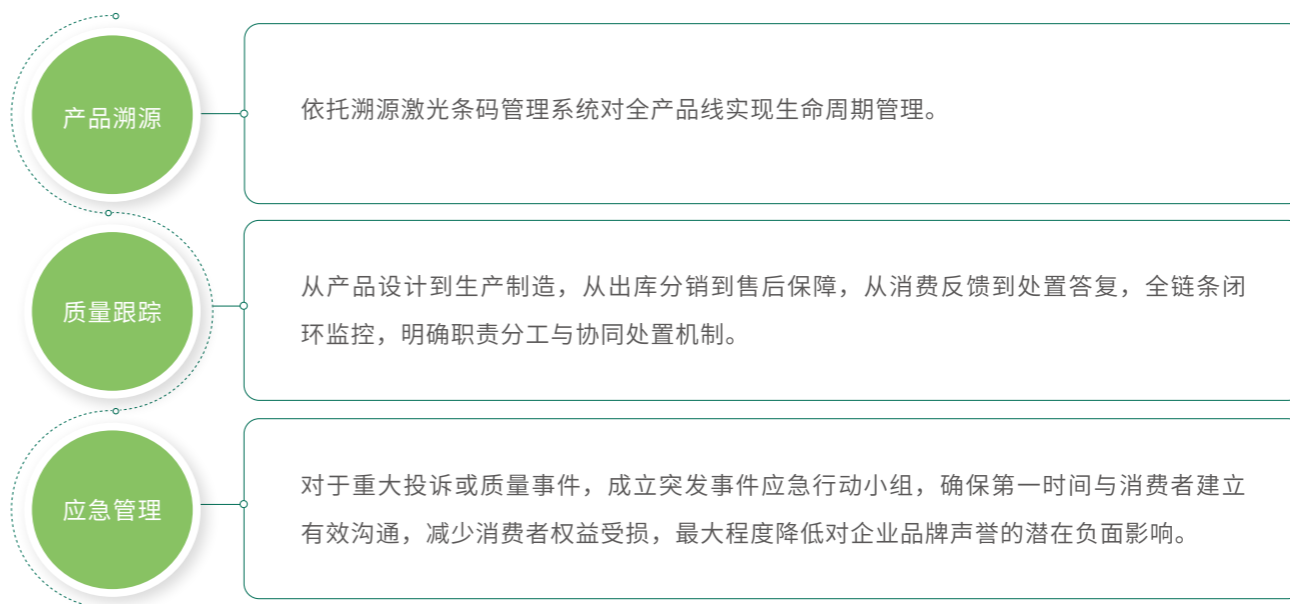 产品溯源
依托溯源激光条码管理系统对全产品线实现生命周期管理。
质量跟踪
从产品设计到生产制造，从出库分销到售后保障，从消费反馈到处置答复，全链条闭
环监控，明确职责分工与协同处置机制。
应急管理
对于重大投诉或质量事件，成立突发事件应急行动小组，确保第一时间与消费者建立
有效沟通，减少消费者权益受损，最大程度降低对企业品牌声誉的潜在负面影响。